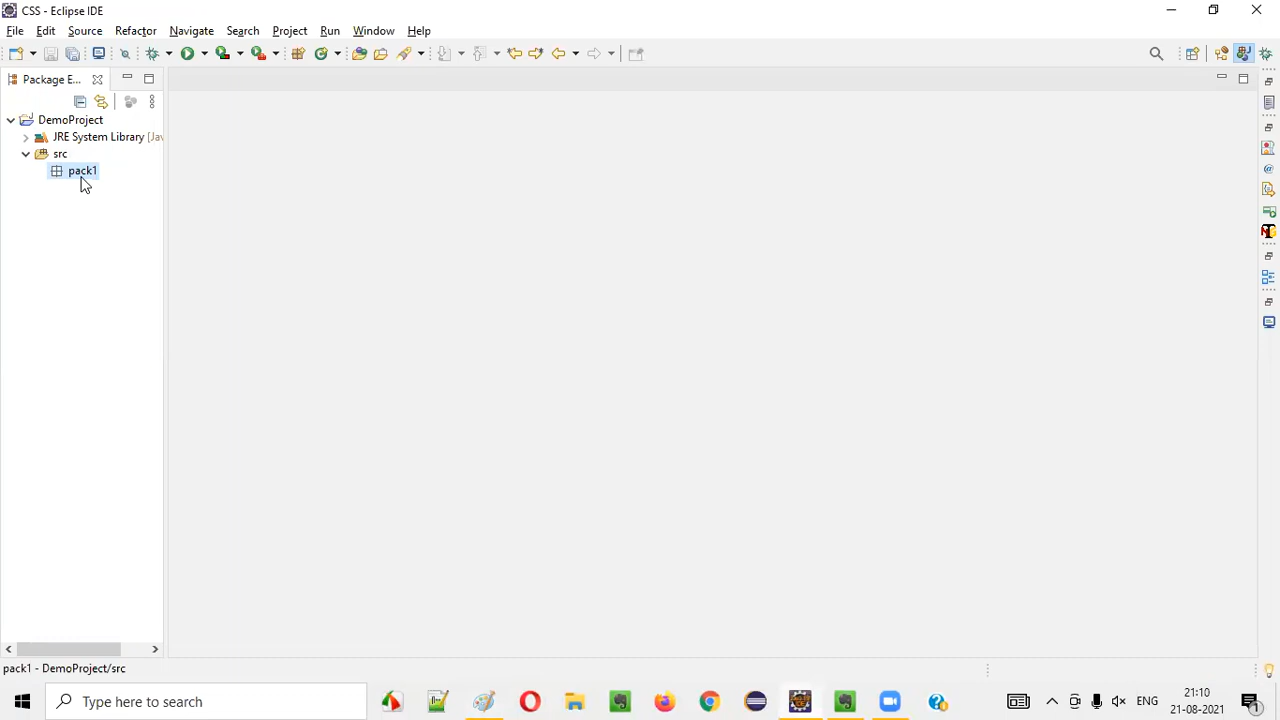 CSS - Eclipse IDE
File Edit Source Refactor Navigate Search Project Run Window Help
Package E...
DemoProject
JRE System Library [Jav
src
pack1
pack1 - DemoProject/src
Type here to search
ENG
21:10
21-08-2021
1